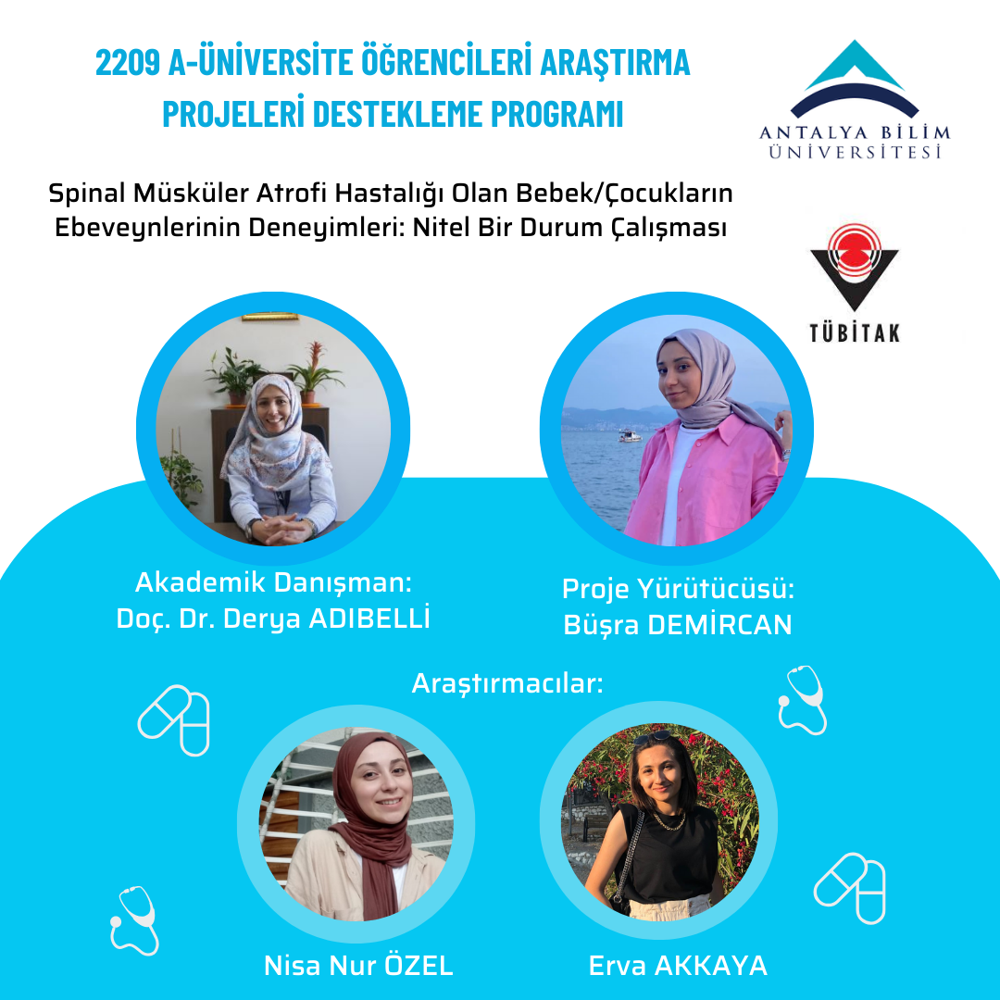 2209 A-ÜNİVERSİTE ÖĞRENCİLERİ ARAŞTIRMA
PROJELERİ DESTEKLEME PROGRAMI
ANTALYA BİLİM
ÜNİVERSİTESİ
Spinal Müsküler Atrofi Hastalığı Olan Bebek/Çocukların
Ebeveynlerinin Deneyimleri: Nitel Bir Durum Çalışması
TÜBİTAK
Akademik Danışman:
Doç. Dr. Derya ADIBELLİ
Proje Yürütücüsü:
Büşra DEMİRCAN
Araştırmacılar:
Nisa Nur ÖZEL
Erva AKKAYA